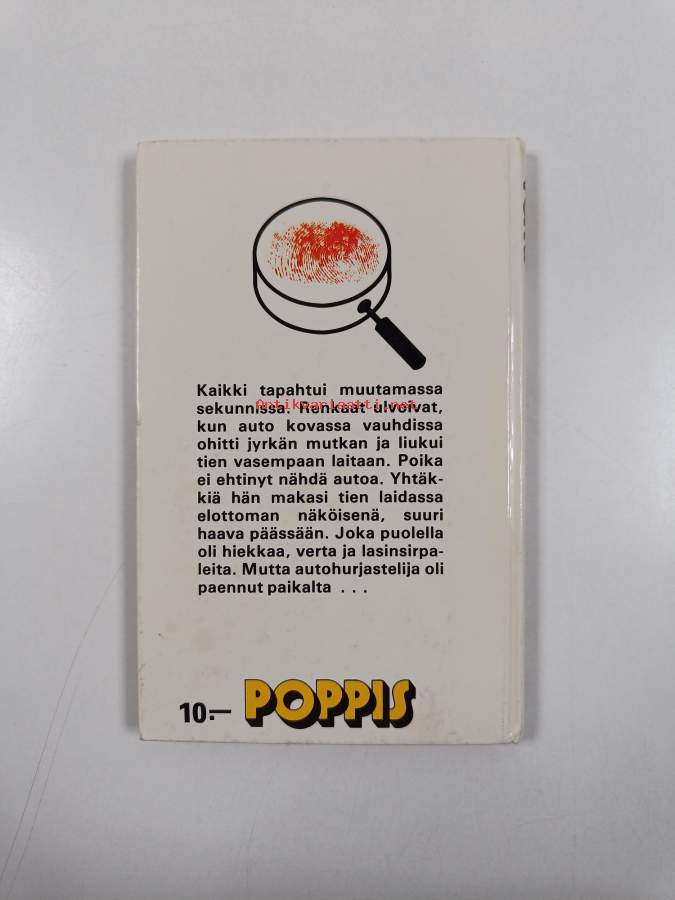 Kaikki tapahtui muutamassa
sekunnissa. Renkaat ulvoivat,
Antikvariaatti.net
kun auto kovassa vauhdissa
ohitti jyrkän mutkan ja liukui
tien vasempaan laitaan. Poika
ei ehtinyt nähdä autoa. Yhtäk-
kiä hän makasi tien laidassa
elottoman näköisenä, suuri
haava päässään. Joka puolella
oli hiekkaa, verta ja lasinsirpa-
leita. Mutta autohurjastelija oli
paennut paikalta . . .
10:— POPPIS